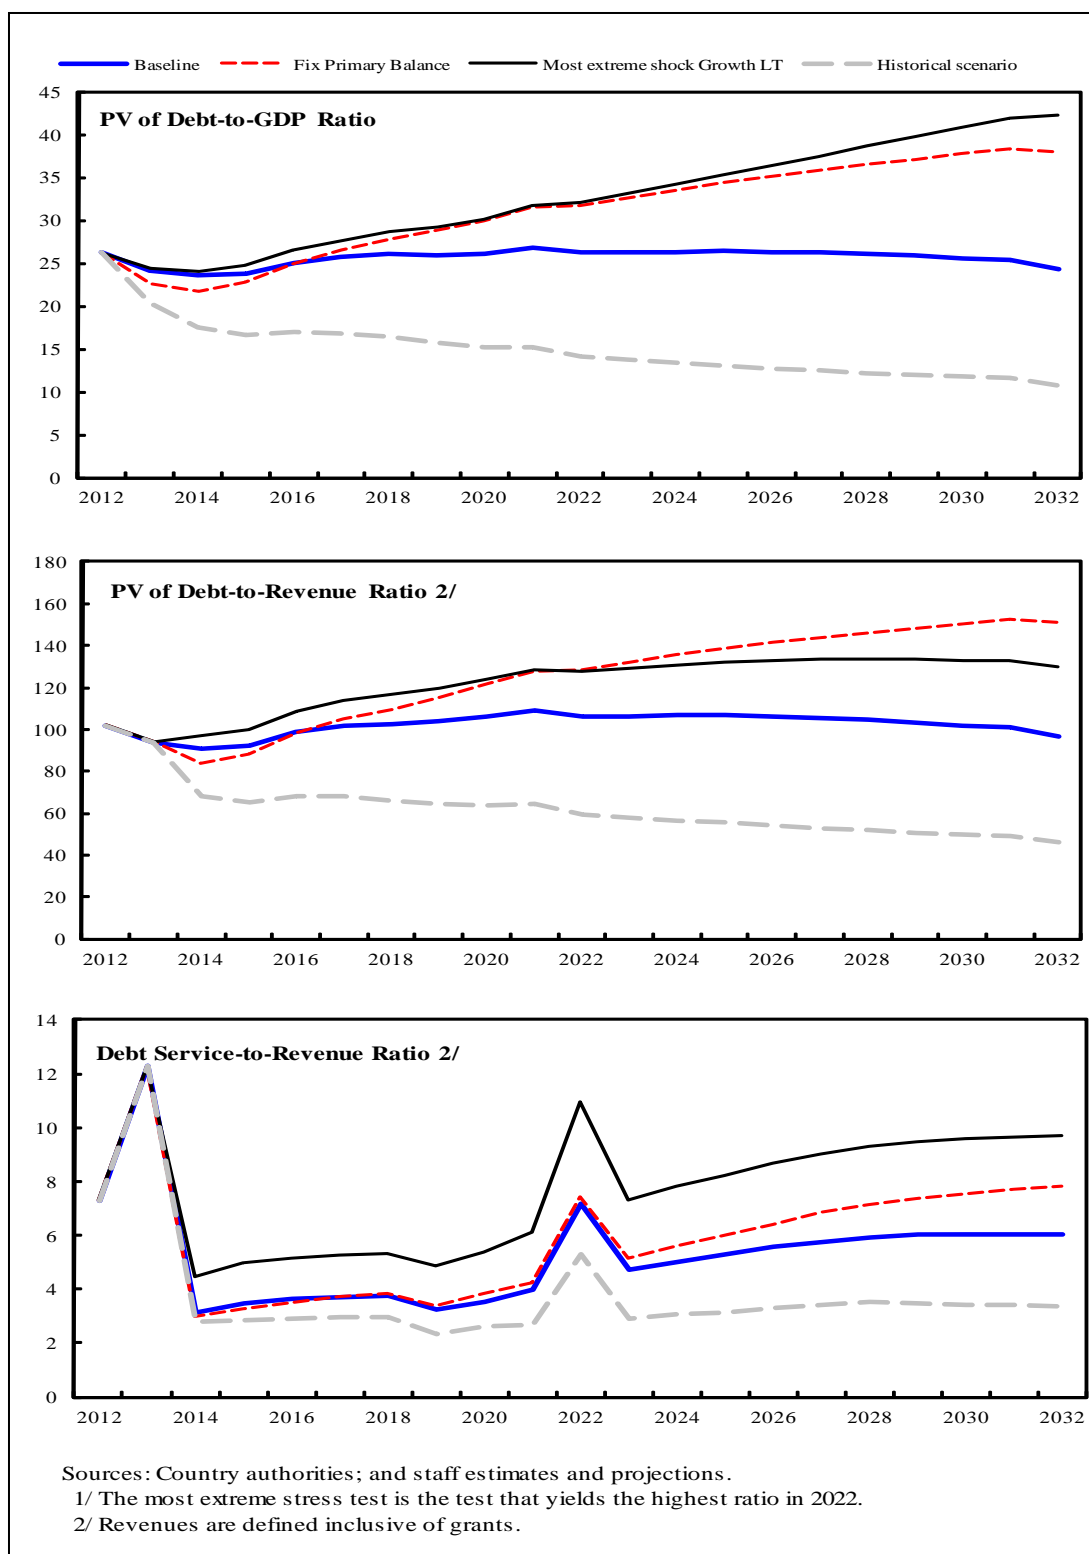 Baseline Fix Primary Balance Most extreme shock Growth LT Historical scenario
PV of Debt-to-GDP Ratio
45
40
35
30
25
20
15
10
5
0
2012 2014 2016 2018 2020 2022 2024 2026 2028 2030 2032
PV of Debt-to-Revenue Ratio 2/
180
160
140
120
100
80
60
40
20
0
2012 2014 2016 2018 2020 2022 2024 2026 2028 2030 2032
Debt Service-to-Revenue Ratio 2/
14
12
10
8
6
4
2
0
2012 2014 2016 2018 2020 2022 2024 2026 2028 2030 2032
Sources: Country authorities; and staff estimates and projections.
1/ The most extreme stress test is the test that yields the highest ratio in 2022.
2/ Revenues are defined inclusive of grants.